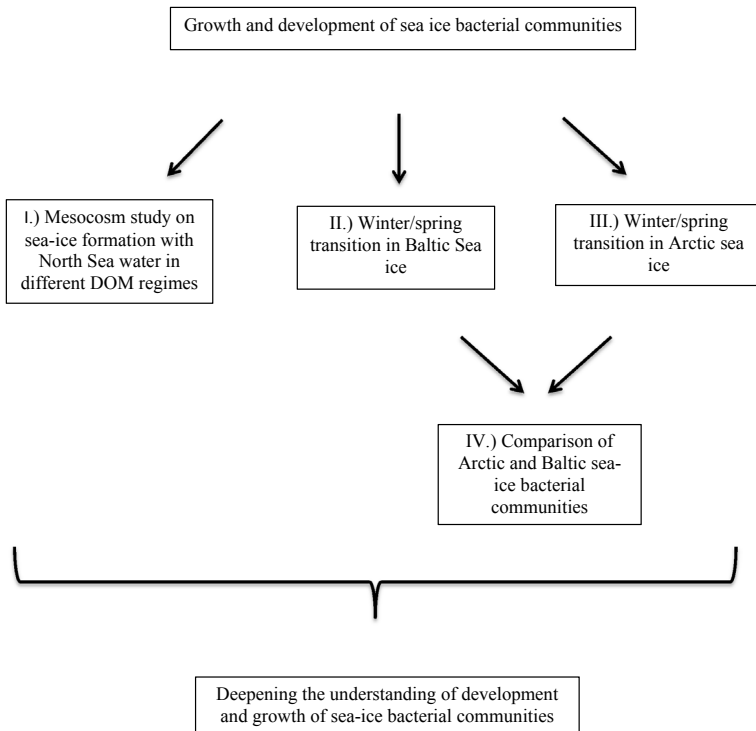 Growth and development of sea ice bacterial communities
I.) Mesocosm study on
sea-ice formation with
North Sea water in
different DOM regimes
II.) Winter/spring
transition in Baltic Sea
ice
III.) Winter/spring
transition in Arctic sea
ice
IV.) Comparison of
Arctic and Baltic sea-
ice bacterial
communities
Deepening the understanding of development
and growth of sea-ice bacterial communities